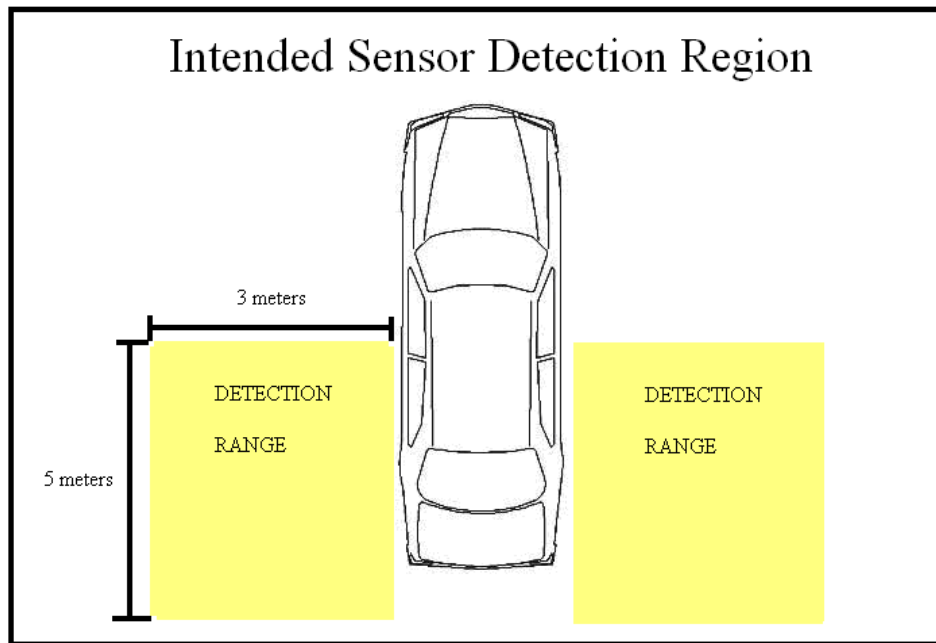 Intended Sensor Detection Region
3 meters
DETECTION
RANGE
DETECTION
RANGE
5 meters